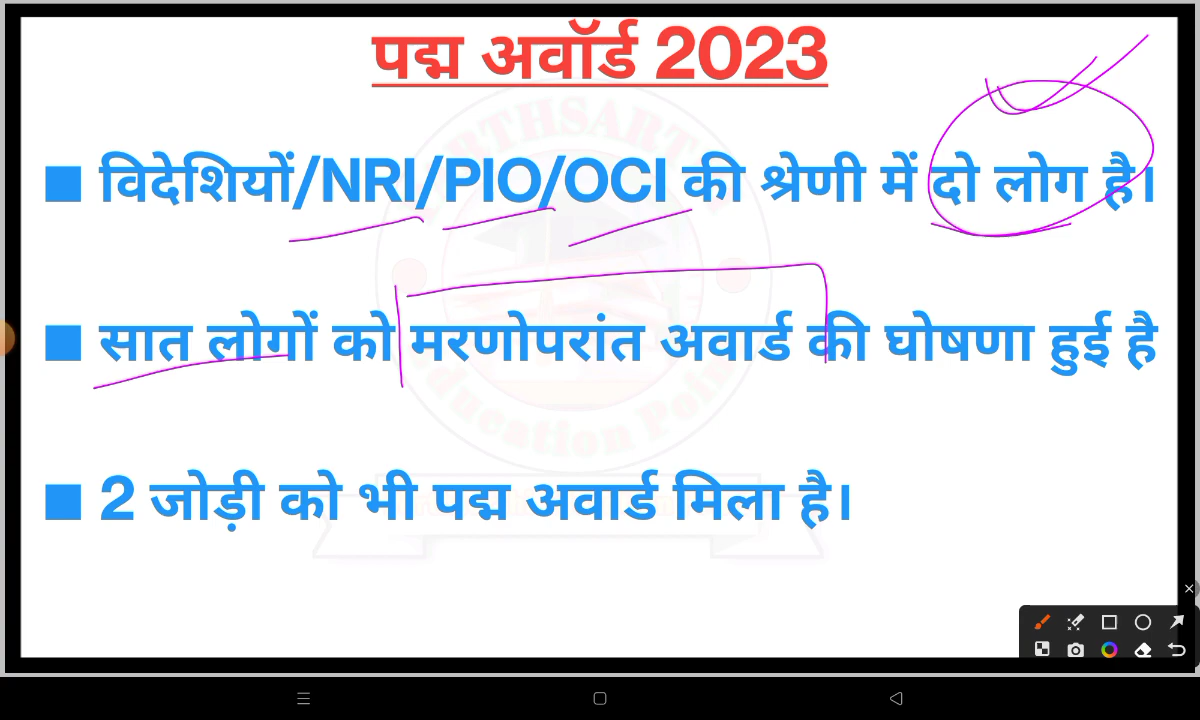 पद्म अवॉर्ड 2023
विदेशियों/NRI/PIO/OCI की श्रेणी में दो लोग है।
सात लोगों को मरणोपरांत अवार्ड की घोषणा हुई है
2 जोड़ी को भी पद्म अवार्ड मिला है।